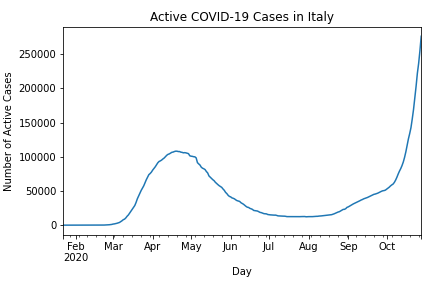 Active COVID-19 Cases in Italy
Number of Active Cases
250000
200000
150000
100000
50000
0
Feb Mar Apr May Jun Jul Aug Sep Oct
2020
Day